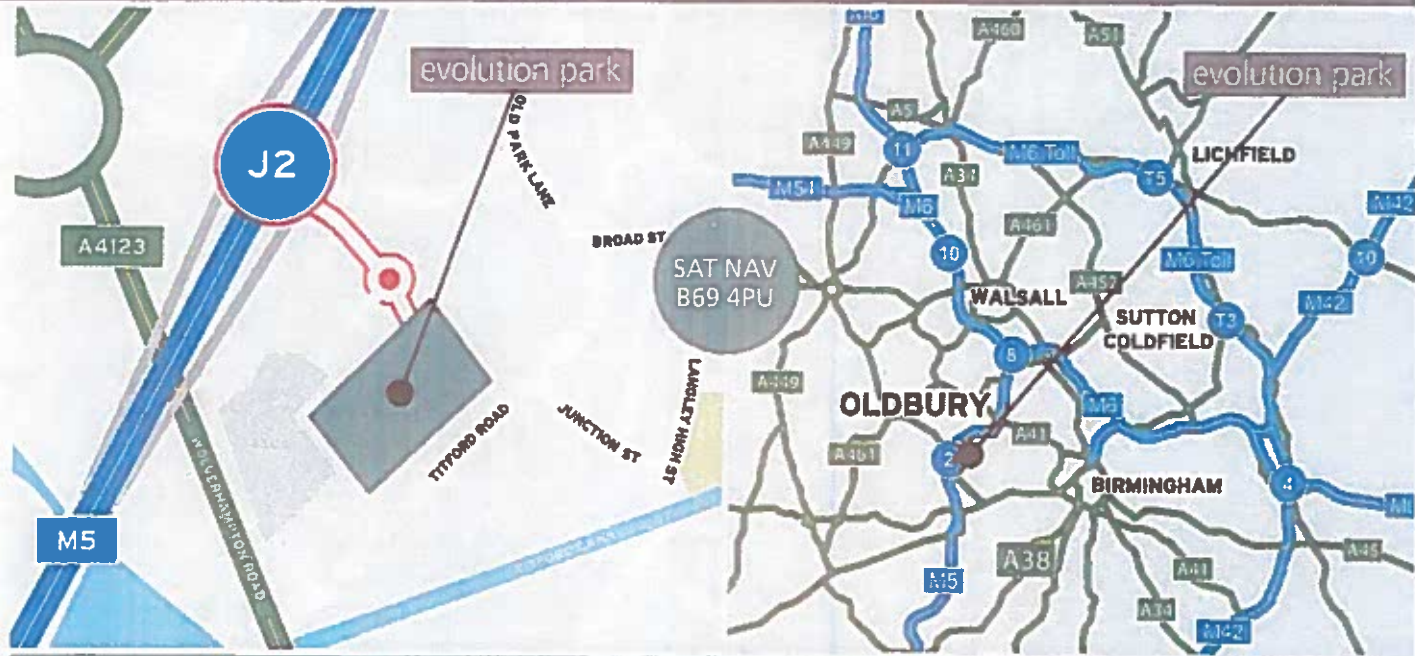 evolution park
J2
OLD PARK LANE
A4123
BROAD ST
SAT NAV
B69 4PU
TITFORD ROAD
JUNCTION ST
LANGLEY HIGH ST
WOLVERHAMPTON ROAD
M5
evolution park
A460
A51
A5
A449
11
M6 Toll
LICHFIELD
T5
M6
A461
M42
10
WALSALL
M6 Toll
10
M42
SUTTON
COLDFIELD
T3
8
A449
OLDBURY
M6
A41
A461
2
BIRMINGHAM
4
A38
M5
A45
A41
A34
M42